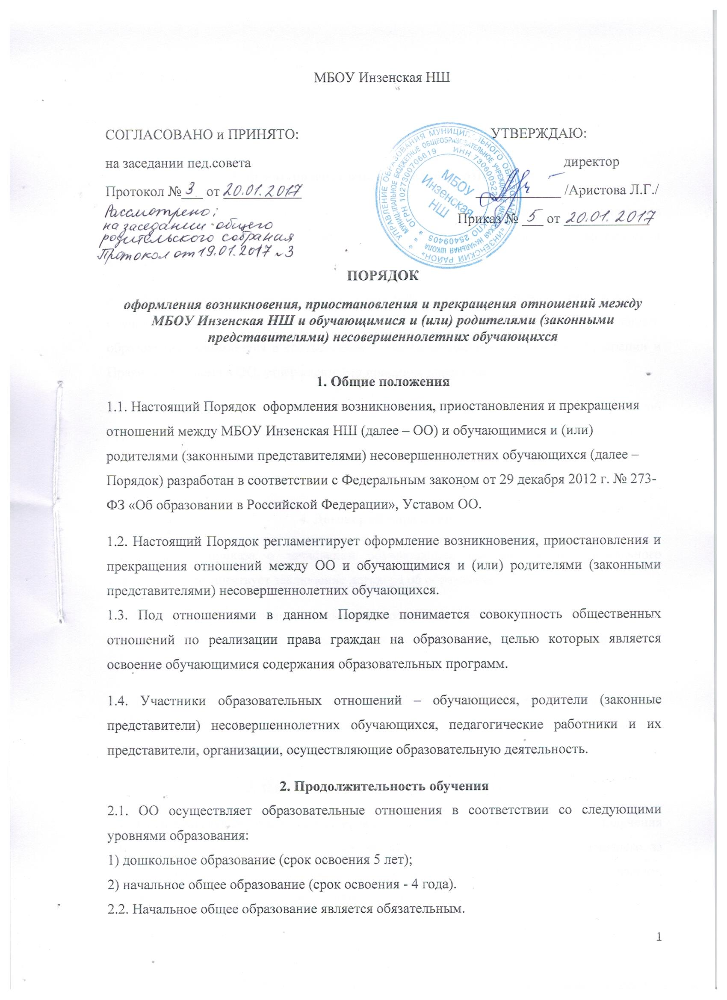 МБОУ Инзенская НШ
СОГЛАСОВАНО и ПРИНЯТО:
на заседании пед.совета
Протокол № 3 от 20.01.2017
Рассмотрено:
на заседании общего
родительского собрания
Протокол от 19.01.2017 №3
УТВЕРЖДАЮ:
директор
/Аристова Л.Г./
Приказ № 5 от 20.01.2017
УПРАВЛЕНИЕ ОБРАЗОВАНИЯ МУНИЦИПАЛЬНОГО ОБРАЗОВАНИЯ «ИНЗЕНСКИЙ РАЙОН»
МУНИЦИПАЛЬНОЕ БЮДЖЕТНОЕ ОБЩЕОБРАЗОВАТЕЛЬНОЕ УЧРЕЖДЕНИЕ ИНЗЕНСКАЯ НАЧАЛЬНАЯ ШКОЛА
ОГРН 1027300706619 ИНН ОКПО 25409405
МБОУ
Инзенская
НШ
ПОРЯДОК
оформления возникновения, приостановления и прекращения отношений между
МБОУ Инзенская НШ и обучающимися и (или) родителями (законными
представителями) несовершеннолетних обучающихся
1. Общие положения
1.1. Настоящий Порядок оформления возникновения, приостановления и прекращения
отношений между МБОУ Инзенская НШ (далее – ОО) и обучающимися и (или)
родителями (законными представителями) несовершеннолетних обучающихся (далее –
Порядок) разработан в соответствии с Федеральным законом от 29 декабря 2012 г. № 273-
ФЗ «Об образовании в Российской Федерации», Уставом ОО.
1.2. Настоящий Порядок регламентирует оформление возникновения, приостановления и
прекращения отношений между ОО и обучающимися и (или) родителями (законными
представителями) несовершеннолетних обучающихся.
1.3. Под отношениями в данном Порядке понимается совокупность общественных
отношений по реализации права граждан на образование, целью которых является
освоение обучающимися содержания образовательных программ.
1.4. Участники образовательных отношений – обучающиеся, родители (законные
представители) несовершеннолетних обучающихся, педагогические работники и их
представители, организации, осуществляющие образовательную деятельность.
2. Продолжительность обучения
2.1. ОО осуществляет образовательные отношения в соответствии со следующими
уровнями образования:
1) дошкольное образование (срок освоения 5 лет);
2) начальное общее образование (срок освоения - 4 года).
2.2. Начальное общее образование является обязательным.
1